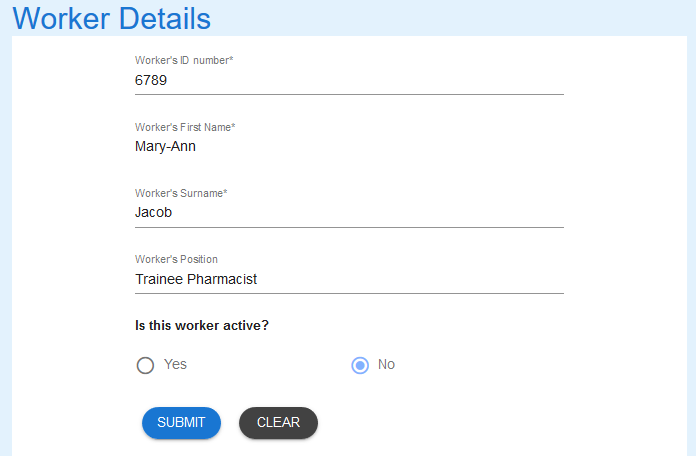 Worker Details
Worker's ID number*
6789
Worker's First Name*
Mary-Ann
Worker's Surname*
Jacob
Worker's Position
Trainee Pharmacist
Is this worker active?
Yes No
SUBMIT CLEAR